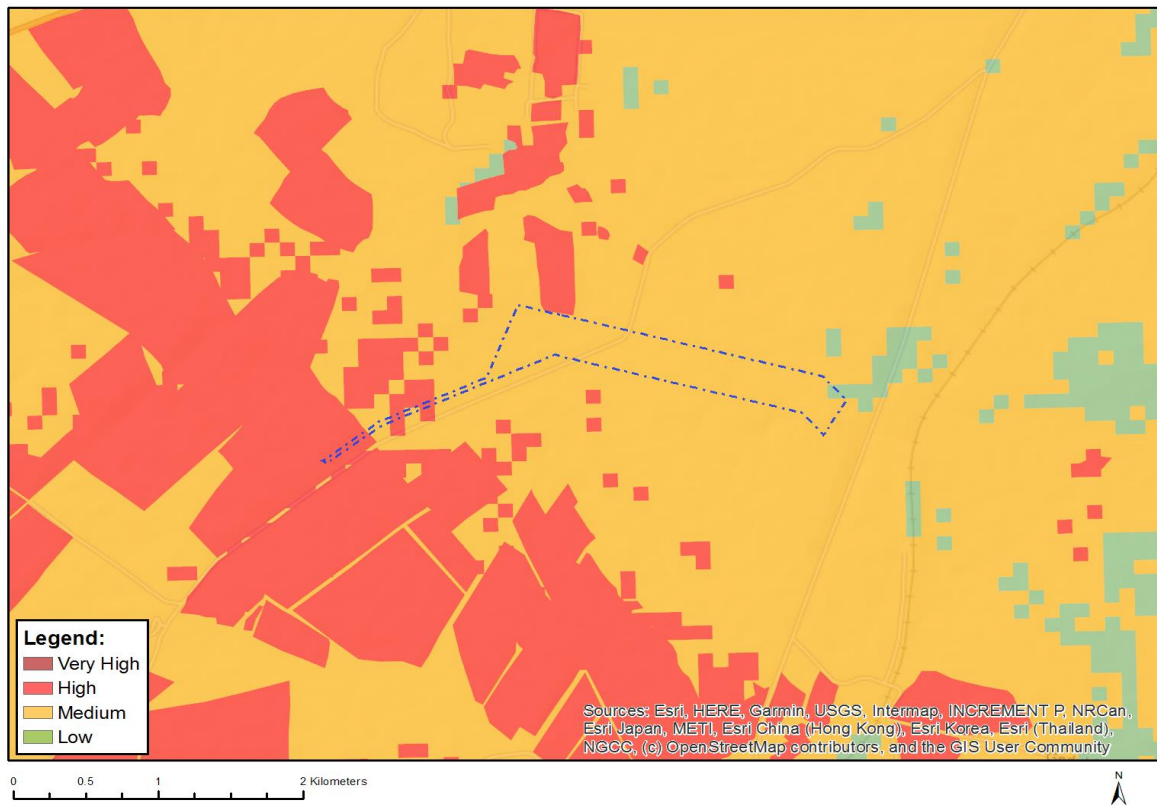 Legend:
Very High
High
Medium
Low
Sources: Esri, HERE, Garmin, USGS, Intermap, INCREMENT P, NRCan,
Esri Japan, METI, Esri China (Hong Kong), Esri Korea, Esri (Thailand),
NGCC, (c) OpenStreetMap contributors, and the GIS User Community
0 0.5 1 2 Kilometers
N